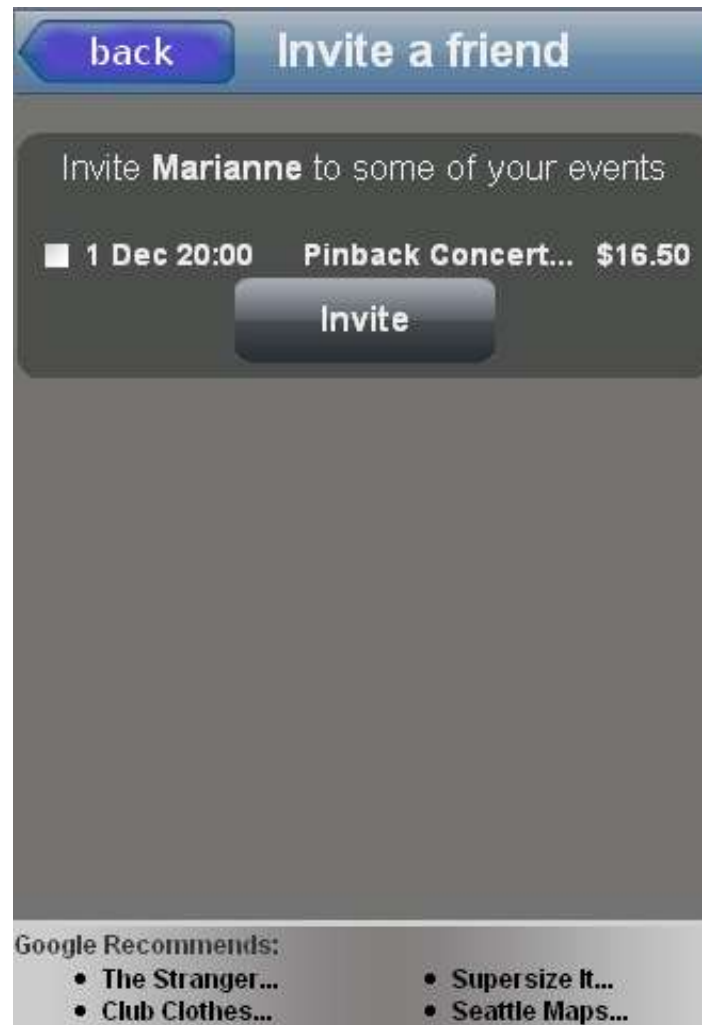 back Invite a friend
Invite Marianne to some of your events
1 Dec 20:00 Pinback Concert... $16.50
Invite
Google Recommends:
• The Stranger... • Supersize It...
• Club Clothes... • Seattle Maps...